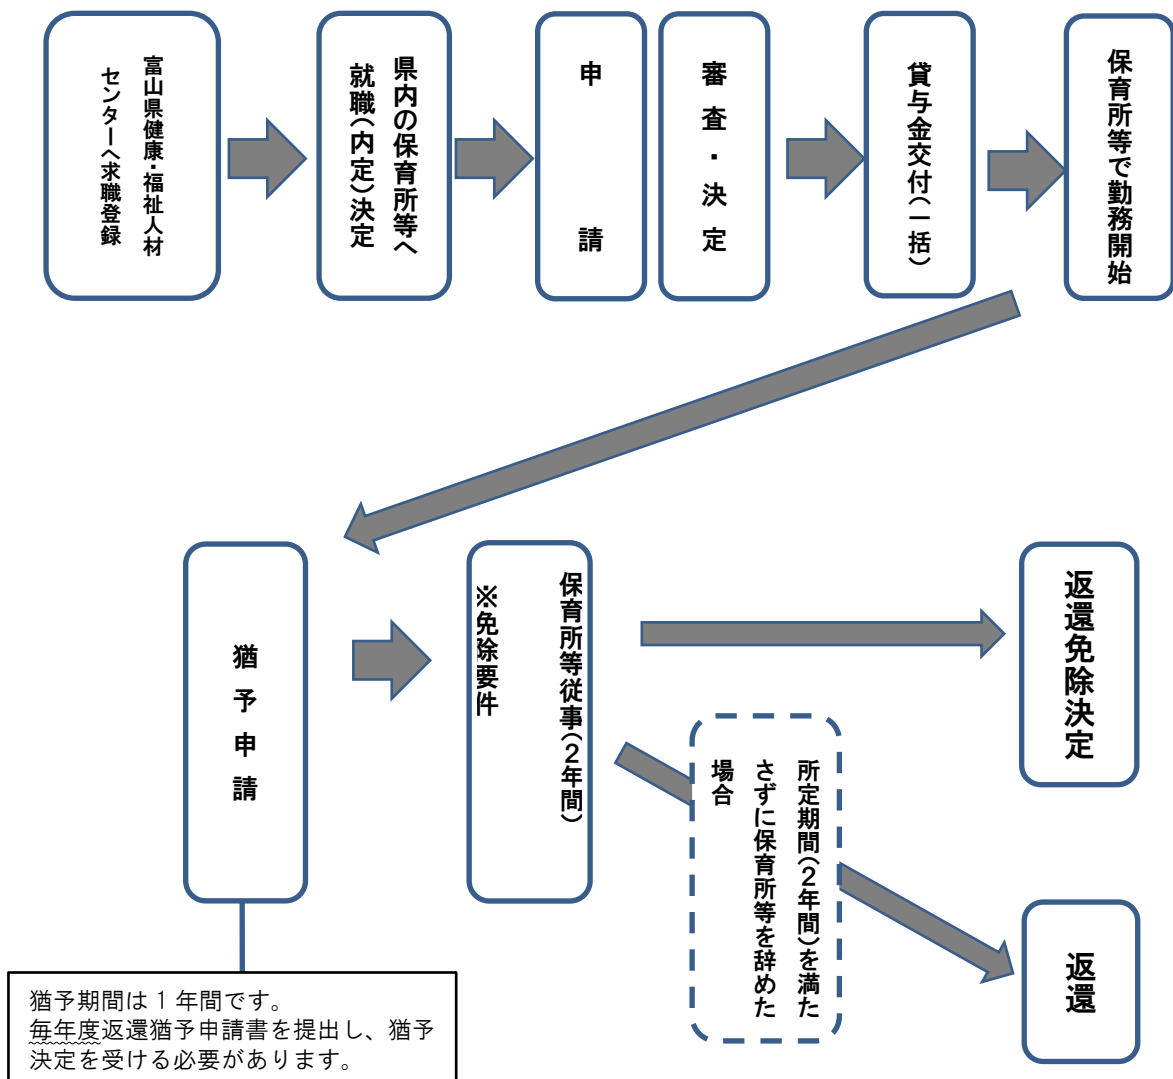 富山県健康・福祉人材
センターへ求職登録
県内の保育所等へ
就職(内定)決定
申請
審査・決定
貸与金交付(一括)
保育所等で勤務開始
猶予申請
保育所等従事(2年間)
※免除要件
返還免除決定
所定期間(2年間)を満た
さずに保育所等を辞めた
場合
返還
猶予期間は1年間です。
毎年度返還猶予申請書を提出し、猶予
決定を受ける必要があります。